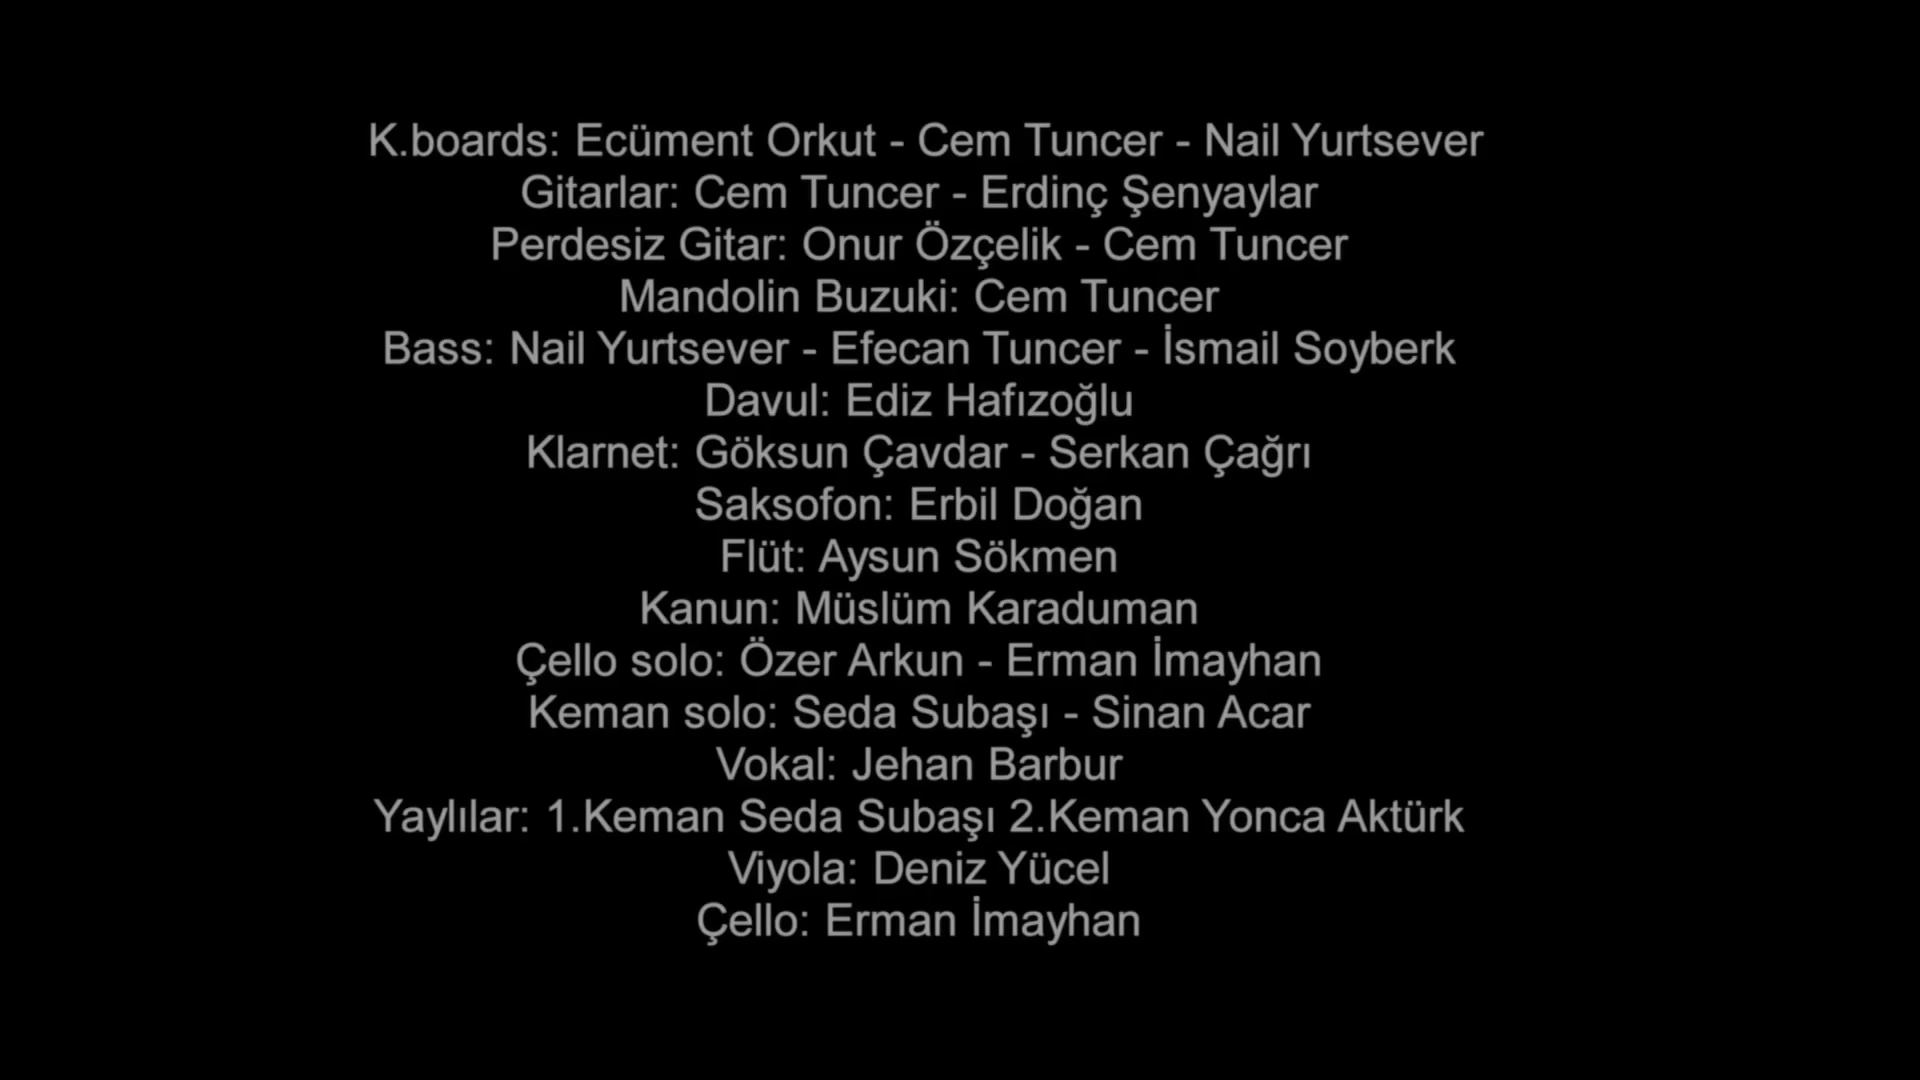 K.boards: Ecüment Orkut - Cem Tuncer - Nail Yurtsever
Gitarlar: Cem Tuncer - Erdinç Şenyaylar
Perdesiz Gitar: Onur Özçelik - Cem Tuncer
Mandolin Buzuki: Cem Tuncer
Bass: Nail Yurtsever - Efecan Tuncer - İsmail Soyberk
Davul: Ediz Hafızoğlu
Klarnet: Göksun Çavdar - Serkan Çağrı
Saksofon: Erbil Doğan
Flüt: Aysun Sökmen
Kanun: Müslüm Karaduman
Çello solo: Özer Arkun - Erman İmayhan
Keman solo: Seda Subaşı - Sinan Acar
Vokal: Jehan Barbur
Yaylılar: 1.Keman Seda Subaşı 2.Keman Yonca Aktürk
Viyola: Deniz Yücel
Çello: Erman İmayhan